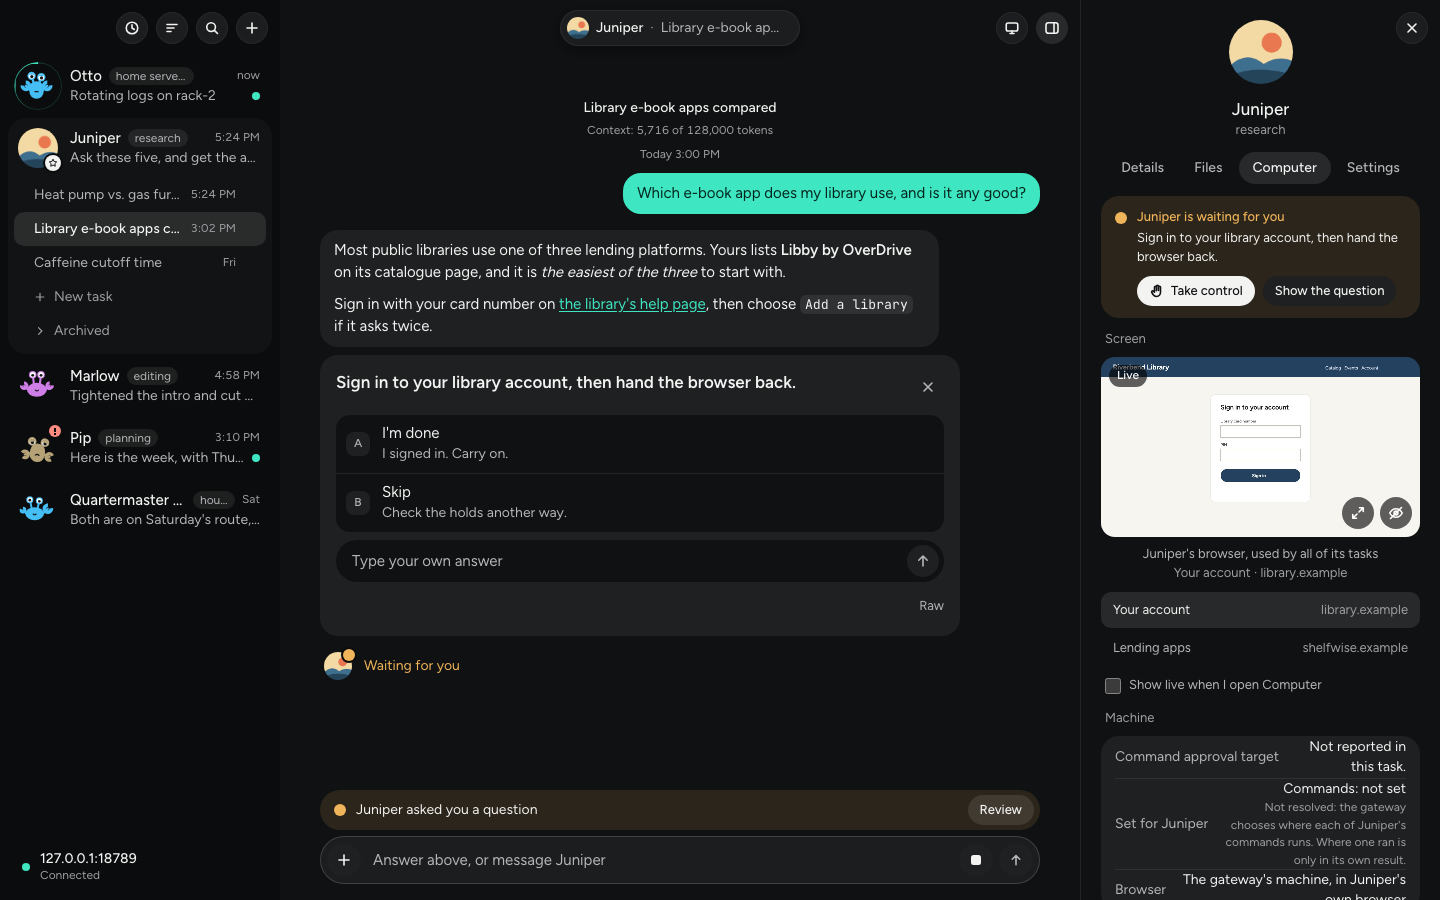 Otto
home serve...
now
Rotating logs on rack-2
Juniper
research
5:24 PM
Ask these five, and get the a...
Heat pump vs. gas fur...
5:24 PM
Library e-book apps c...
3:02 PM
Caffeine cutoff time
Fri
New task
Archived
Marlow
editing
4:58 PM
Tightened the intro and cut ...
Pip
planning
3:10 PM
Here is the week, with Thu...
Quartermaster ...
hou...
Sat
Both are on Saturday's route,...
127.0.0.1:18789
Connected
Juniper · Library e-book ap...
Library e-book apps compared
Context: 5,716 of 128,000 tokens
Today 3:00 PM
Which e-book app does my library use, and is it any good?
Most public libraries use one of three lending platforms. Yours lists Libby by OverDrive
on its catalogue page, and it is the easiest of the three to start with.
Sign in with your card number on the library's help page, then choose Add a library
if it asks twice.
Sign in to your library account, then hand the browser back.
A
I'm done
I signed in. Carry on.
B
Skip
Check the holds another way.
Type your own answer
Raw
Waiting for you
Juniper asked you a question
Review
Answer above, or message Juniper
Juniper
research
Details
Files
Computer
Settings
Juniper is waiting for you
Sign in to your library account, then hand the
browser back.
Take control
Show the question
Screen
Live
Library
Catalog Events Account
Sign in to your account
Library card number
PIN
Sign in
Juniper's browser, used by all of its tasks
Your account · library.example
Your account
library.example
Lending apps
shelfwise.example
Show live when I open Computer
Machine
Command approval target
Not reported in
this task.
Set for Juniper
Commands: not set
Not resolved: the gateway
chooses where each of Juniper's
commands runs. Where one ran is
only in its own result.
Browser
The gateway's machine, in Juniper's
own browser